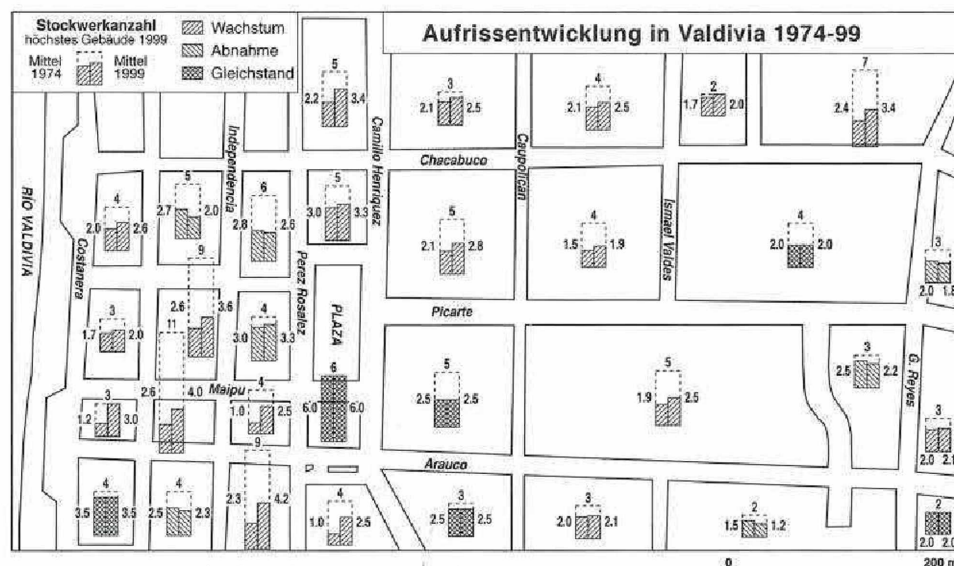 Stockwerkanzahl
höchstes Gebäude 1999
Mittel 1974
Mittel 1999
Wachstum
Abnahme
Gleichstand
Aufrissentwicklung in Valdivia 1974-99
5
2.2 3.4
3
2.1 2.5
4
2.1 2.5
2
1.7 2.0
7
2.4 3.4
Independencia
Camillo Henriquez
Chacabuco
Caupolican
RÍO VALDIVIA
Costanera
4
2.0 2.6
5
2.7 2.0
6
2.8 2.6
5
3.0 3.3
5
2.1 2.8
4
1.5 1.9
Ismael Valdes
4
2.0 2.0
3
2.0 1.8
Perez Rosalez
PLAZA
Picarte
3
1.7 2.0
9
2.6 3.6
4
3.0 3.3
11
2.6 4.0
Maipu
3
1.2 3.0
4
1.0 2.5
6
6.0 6.0
5
2.5 2.5
5
1.9 2.5
3
2.5 2.2
G. Reyes
3
2.0 2.1
Arauco
4
3.5 3.5
4
2.5 2.3
9
2.3 4.2
4
1.0 2.5
3
2.5 2.5
3
2.0 2.1
2
1.5 1.2
2
2.0 2.0
0 200 m